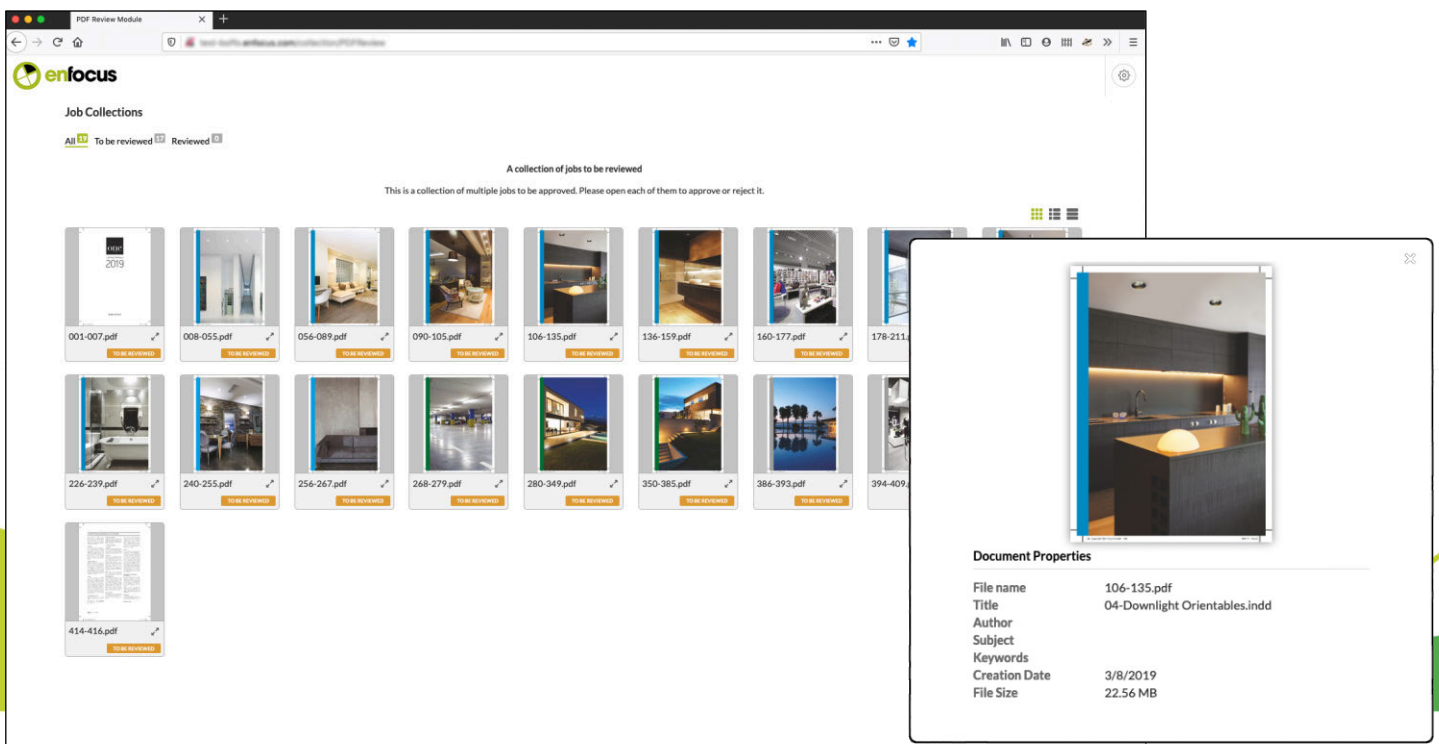 PDF Review Module
enfocus
Job Collections
All 19 To be reviewed 17 Reviewed 0
A collection of jobs to be reviewed
This is a collection of multiple jobs to be approved. Please open each of them to approve or reject it.
one
2019
001-007.pdf
TO BE REVIEWED
008-055.pdf
TO BE REVIEWED
056-089.pdf
TO BE REVIEWED
090-105.pdf
TO BE REVIEWED
106-135.pdf
TO BE REVIEWED
136-159.pdf
TO BE REVIEWED
160-177.pdf
TO BE REVIEWED
178-211.
226-239.pdf
TO BE REVIEWED
240-255.pdf
TO BE REVIEWED
256-267.pdf
TO BE REVIEWED
268-279.pdf
TO BE REVIEWED
280-349.pdf
TO BE REVIEWED
350-385.pdf
TO BE REVIEWED
386-393.pdf
TO BE REVIEWED
394-409.
414-416.pdf
TO BE REVIEWED
Document Properties
File name 106-135.pdf
Title 04-Downlight Orientables.indd
Author
Subject
Keywords
Creation Date 3/8/2019
File Size 22.56 MB